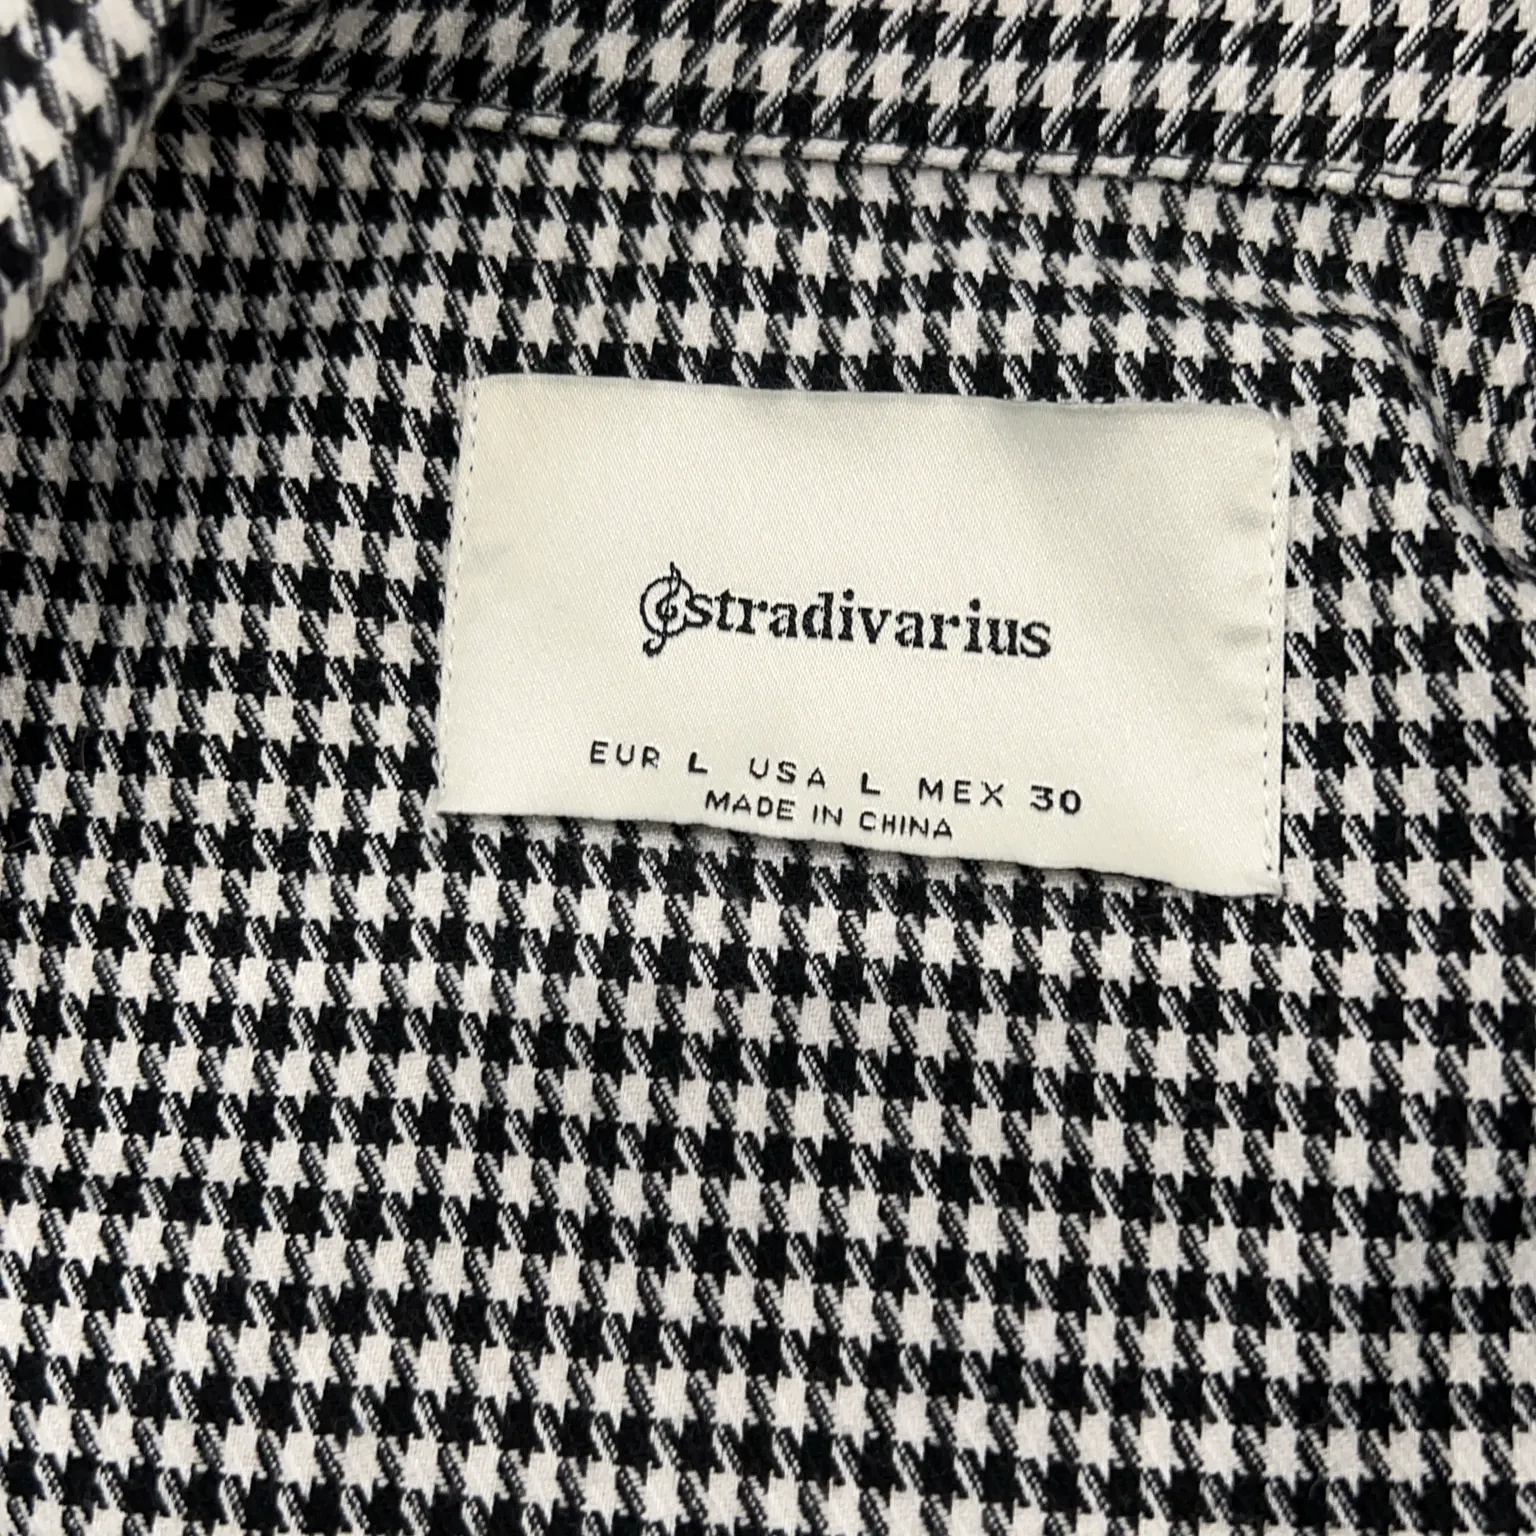 stradivarius
EUR L USA L MEX 30
MADE IN CHINA